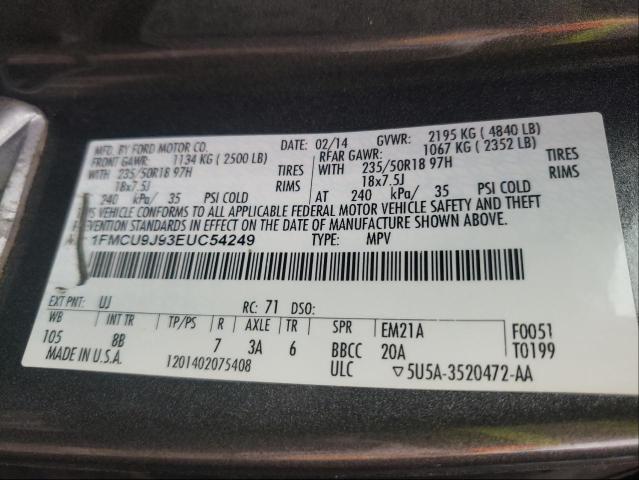 MFD. BY FORD MOTOR CO. DATE: 02/14 GVWR: 2195 KG ( 4840 LB)
FRONT GAWR: 1134 KG ( 2500 LB) RFAR GAWR: 1067 KG ( 2352 LB)
WITH 235/50R18 97H TIRES WITH 235/50R18 97H TIRES
18x7.5J RIMS 18x7.5J RIMS
240 kPa/ 35 PSI COLD AT 240 kPa/ 35 PSI COLD
THIS VEHICLE CONFORMS TO ALL APPLICABLE FEDERAL MOTOR VEHICLE SAFETY AND THEFT
PREVENTION STANDARDS IN EFFECT ON THE DATE OF MANUFACTURE SHOWN ABOVE.
1FMCU9J93EUC54249 TYPE: MPV
EXT PNT: UJ RC: 71 DSO:
WB INT TR TP/PS R AXLE TR SPR EM21A F0051
105 8B 7 3A 6 BBCC 20A T0199
MADE IN U.S.A. 1201402075408 ULC ▽5U5A-3520472-AA